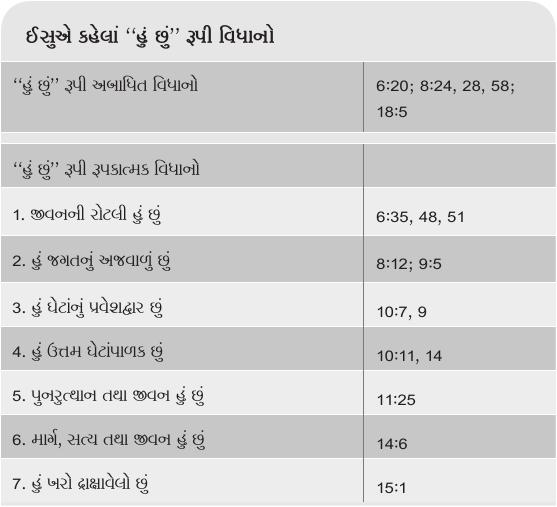 ઈસુએ કહેલાં ‘‘હું છું’’ રૂપી વિધાનો
‘‘હું છું’’ રૂપી અબાધિત વિધાનો 6:20; 8:24, 28, 58;
18:5
‘‘હું છું’’ રૂપી રૂપકાત્મક વિધાનો
1. જીવનની રોટલી હું છું 6:35, 48, 51
2. હું જગતનું અજવાળું છું 8:12; 9:5
3. હું ઘેટાંનું પ્રવેશદ્વાર છું 10:7, 9
4. હું ઉત્તમ ઘેટાંપાળક છું 10:11, 14
5. પુનરુત્થાન તથા જીવન હું છું 11:25
6. માર્ગ, સત્ય તથા જીવન હું છું 14:6
7. હું ખરો દ્રાક્ષાવેલો છું 15:1